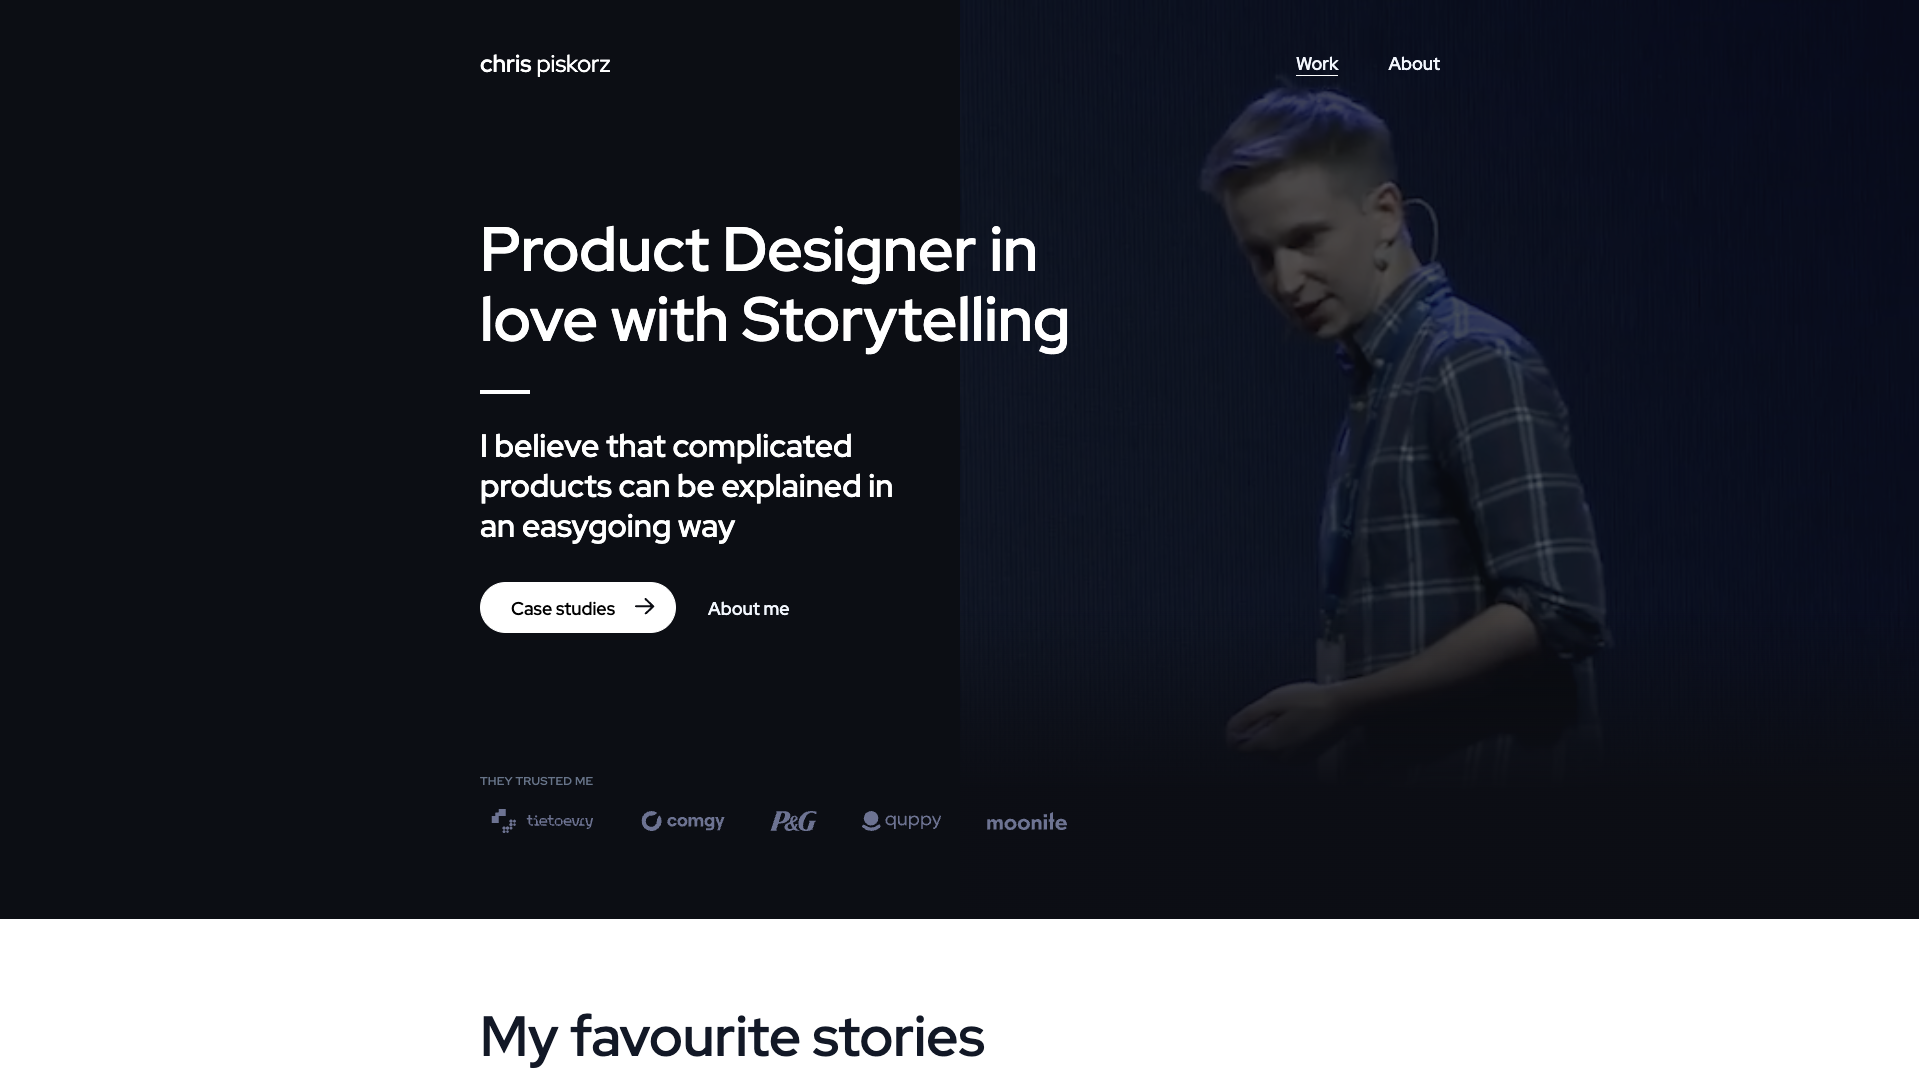 chris piskorz
Work
About
Product Designer in
love with Storytelling
I believe that complicated
products can be explained in
an easygoing way
Case studies
About me
THEY TRUSTED ME
tietoevry
comgy
P&G
quppy
moonite
My favourite stories